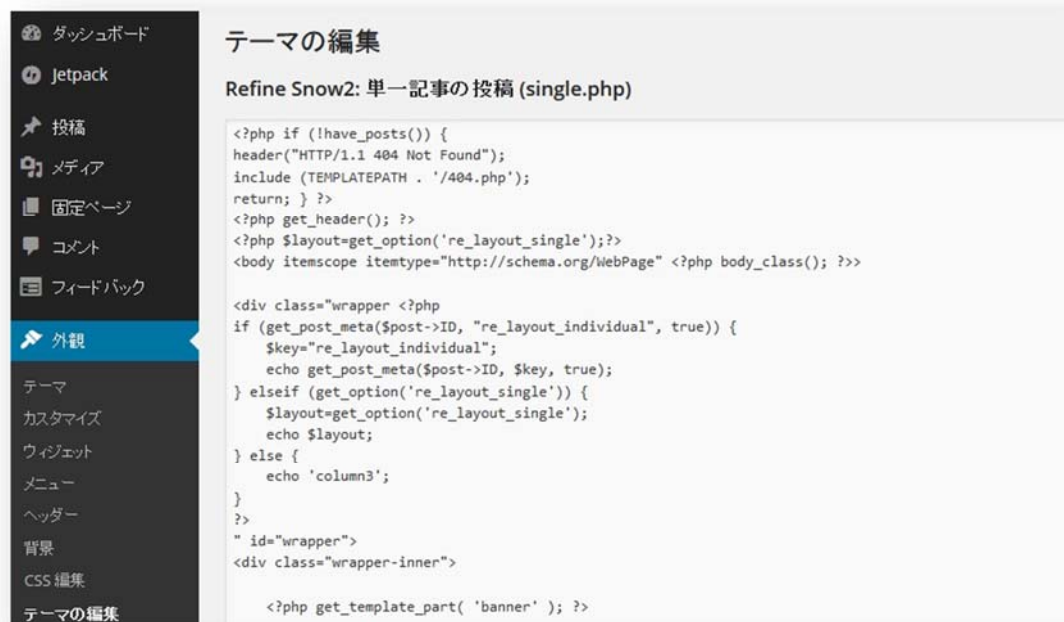 ダッシュボード
Jetpack
投稿
メディア
固定ページ
コメント
フィードバック
外観
テーマ
カスタマイズ
ウィジェット
メニュー
ヘッダー
背景
CSS 編集
テーマの編集
テーマの編集
Refine Snow2: 単一記事の投稿 (single.php)
<?php if (!have_posts()) {
header("HTTP/1.1 404 Not Found");
include (TEMPLATEPATH . '/404.php');
return; } ?>
<?php get_header(); ?>
<?php $layout=get_option('re_layout_single');?>
<body itemscope itemtype="http://schema.org/WebPage" <?php body_class(); ?>>
<div class="wrapper <?php
if (get_post_meta($post->ID, "re_layout_individual", true)) {
    $key="re_layout_individual";
    echo get_post_meta($post->ID, $key, true);
} elseif (get_option('re_layout_single')) {
    $layout=get_option('re_layout_single');
    echo $layout;
} else {
    echo 'column3';
}
?>
" id="wrapper">
<div class="wrapper-inner">
    <?php get_template_part( 'banner' ); ?>